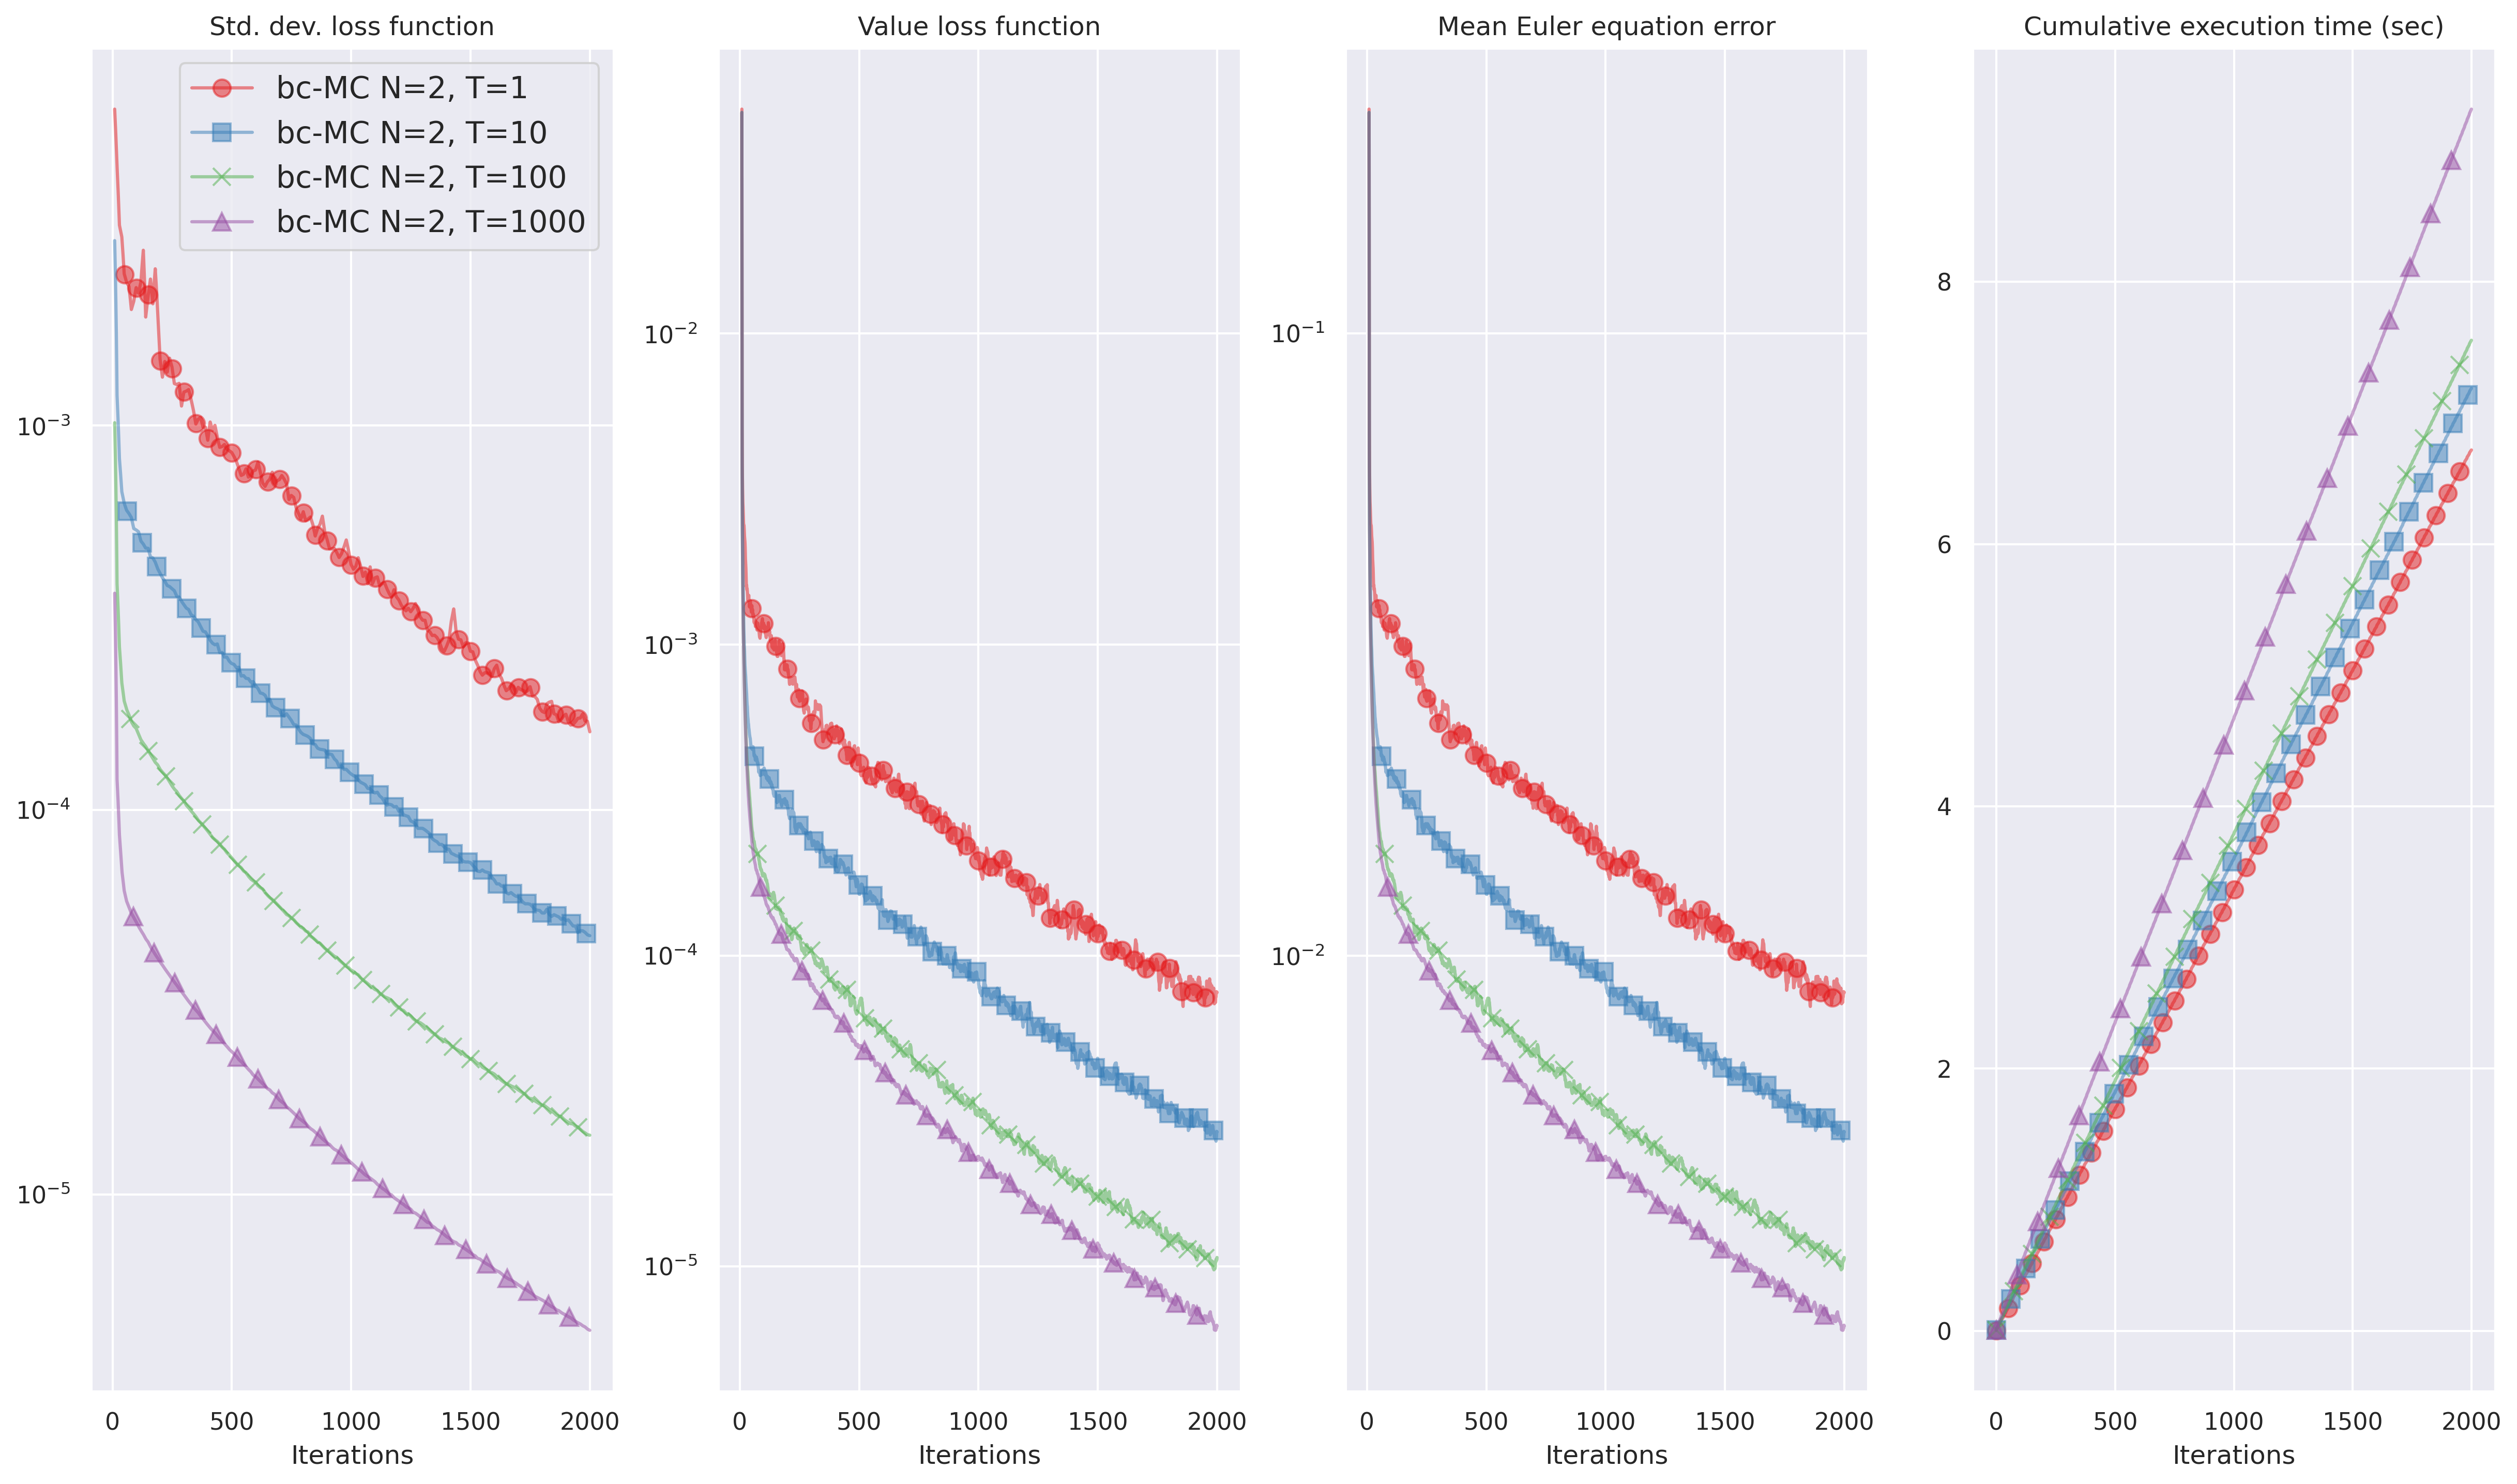 Std. dev. loss function
bc-MC N=2, T=1
bc-MC N=2, T=10
bc-MC N=2, T=100
bc-MC N=2, T=1000
10⁻³
10⁻⁴
10⁻⁵
0 500 1000 1500 2000
Iterations
Value loss function
10⁻²
10⁻³
10⁻⁴
10⁻⁵
0 500 1000 1500 2000
Iterations
Mean Euler equation error
10⁻¹
10⁻²
0 500 1000 1500 2000
Iterations
Cumulative execution time (sec)
8
6
4
2
0
0 500 1000 1500 2000
Iterations